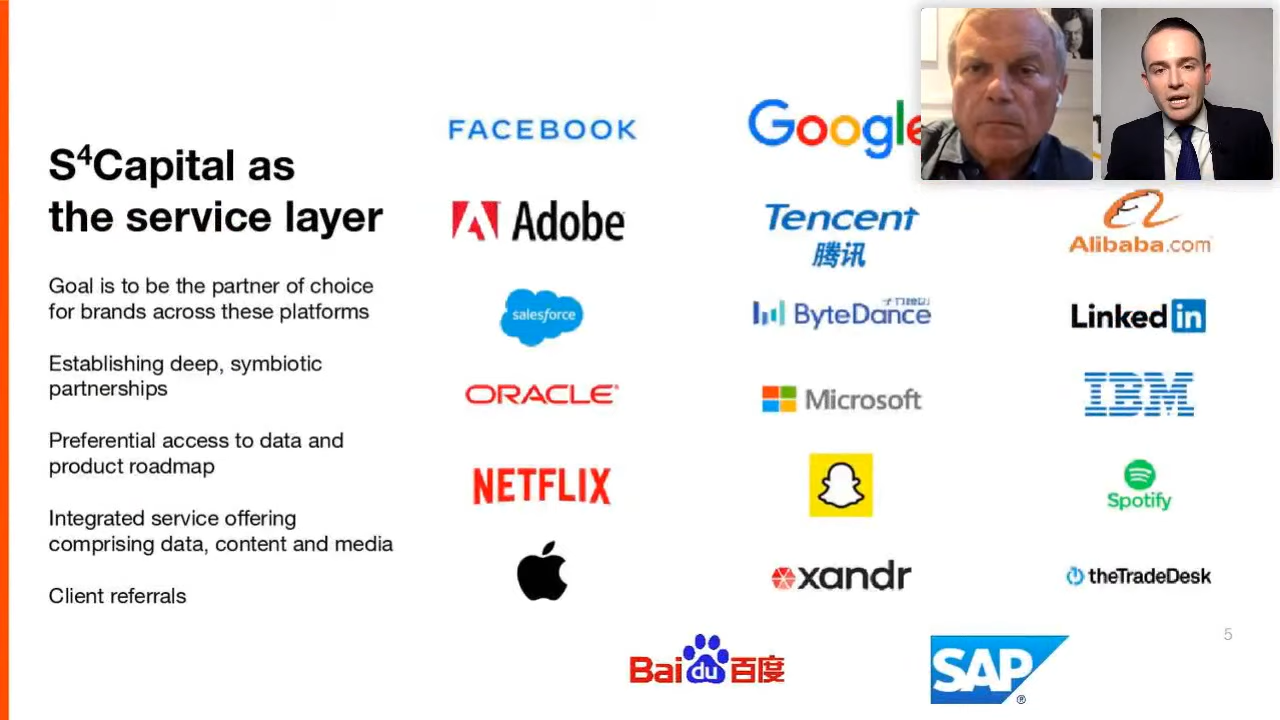 S⁴Capital as
the service layer
Goal is to be the partner of choice
for brands across these platforms
Establishing deep, symbiotic
partnerships
Preferential access to data and
product roadmap
Integrated service offering
comprising data, content and media
Client referrals
FACEBOOK
Google
Adobe
Tencent
腾讯
Alibaba.com
salesforce
ByteDance
LinkedIn
ORACLE
Microsoft
IBM
NETFLIX
Spotify
xandr
theTradeDesk
Baidu百度
SAP
5